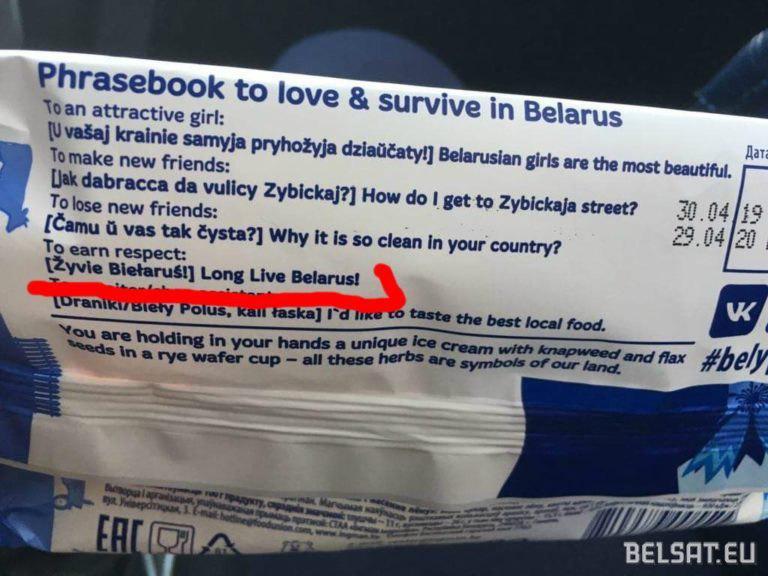 Phrasebook to love & survive in Belarus
To an attractive girl:
[U vašaj krainie samyja pryhožyja dziaŭčaty!] Belarusian girls are the most beautiful.
To make new friends:
[Jak dabracca da vulicy Zybickaj?] How do I get to Zybickaja street?
To lose new friends:
[Čamu ŭ vas tak čysta?] Why it is so clean in your country?
To earn respect:
[Žyvie Biełaruś!] Long Live Belarus!
[Draniki/Bieły Polus, kali łaska] I'd like to taste the best local food.
You are holding in your hands a unique ice cream with knapweed and flax
seeds in a rye wafer cup – all these herbs are symbols of our land.
Дата
30.04 19
29.04 20
VK
#bely
EAC
BELSAT.EU